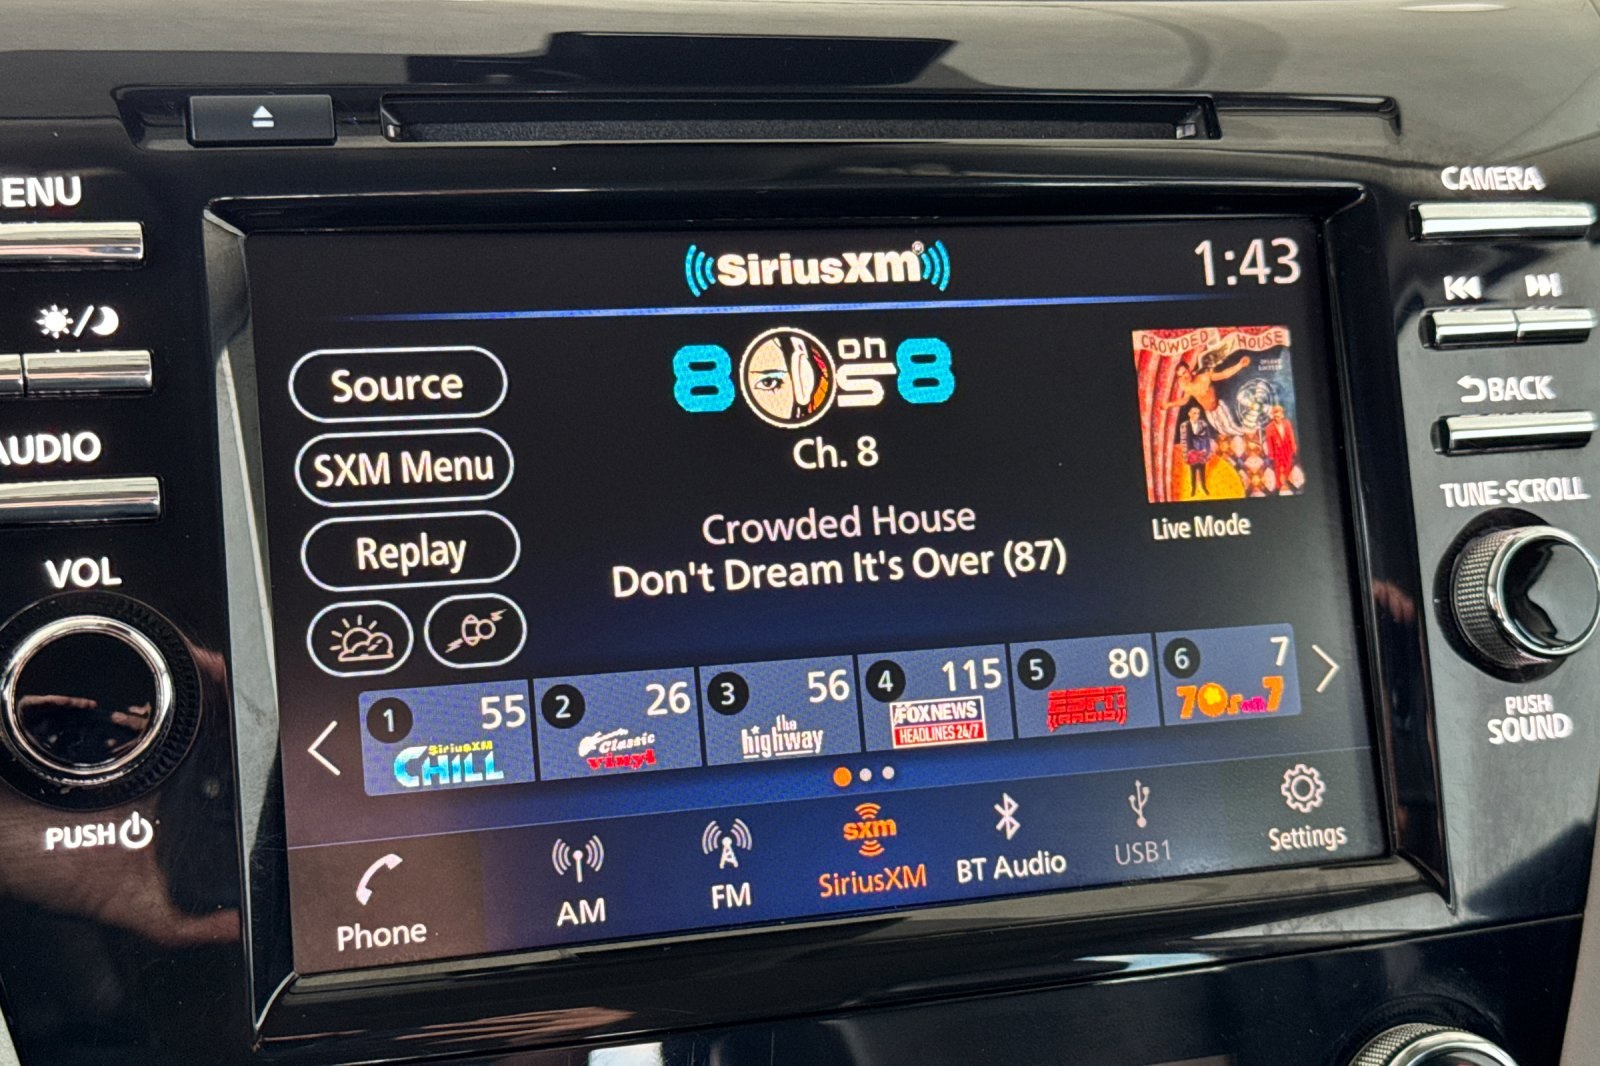 ENU
CAMERA
SiriusXM®
1:43
80s on 8
CROWDED HOUSE
Source
BACK
Ch. 8
AUDIO
SXM Menu
TUNE•SCROLL
Crowded House
Live Mode
Replay
Don't Dream It's Over (87)
VOL
1 55 SiriusXM CHILL
2 26 Classic vinyl
3 56 the highway
4 115 FOX NEWS HEADLINES 24/7
5 80 ESPN RADIO
6 7 70s on 7
PUSH
SOUND
PUSH
Phone
AM
FM
sxm
SiriusXM
BT Audio
USB1
Settings